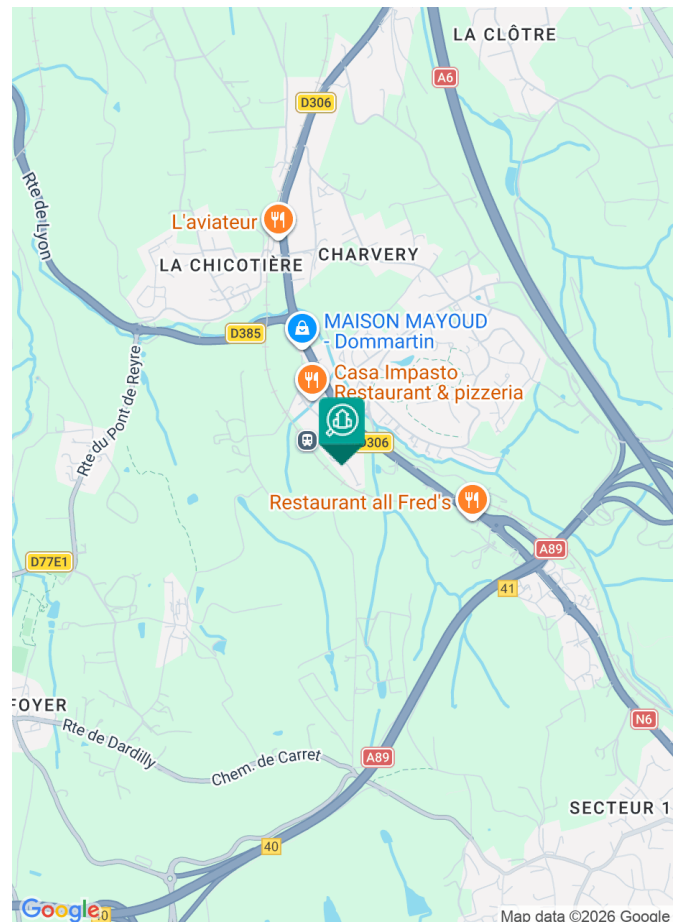 LA CLÔTRE
A6
D306
Rte de Lyon
L'aviateur
CHARVERY
LA CHICOTIÈRE
MAISON MAYOUD
- Dommartin
D385
Casa Impasto
Restaurant & pizzeria
Rte du Pont de Reyre
D306
Restaurant all Fred's
A89
D77E1
41
FOYER
N6
Rte de Dardilly
Chem. de Carret
A89
SECTEUR 1
40
Google
Map data ©2026 Google